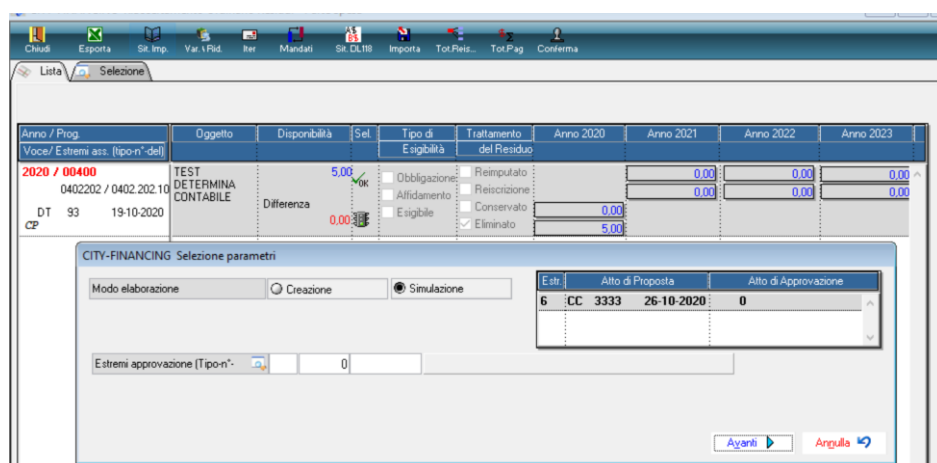 Chiudi Esporta Sit. Imp. Var. \ Rid. Iter Mandati Sit. DL118 Importa Tot.Reis... Tot.Pag Conferma
Lista Selezione
Anno / Prog. Oggetto Disponibilità Sel. Tipo di Trattamento Anno 2020 Anno 2021 Anno 2022 Anno 2023
Voce/ Estremi ass. (tipo-n°-del) Esigibilità del Residuo
2020 / 00400 TEST 5,00 OK Obbligazione Reimputato 0,00 0,00 0,00
0402202 / 0402.202.10 DETERMINA Affidamento Reiscrizione 0,00 0,00 0,00
CONTABILE Differenza Esigibile Conservato 0,00
DT 93 19-10-2020 0,00 Eliminato 5,00
CP
CITY-FINANCING Selezione parametri
Modo elaborazione Creazione Simulazione
Estr. Atto di Proposta Atto di Approvazione
6 CC 3333 26-10-2020 0
Estremi approvazione (Tipo-n°- 0
Avanti Annulla